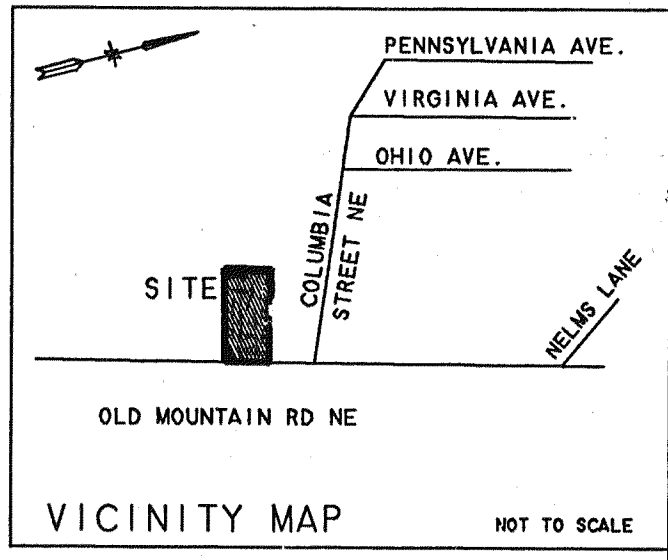 PENNSYLVANIA AVE.
VIRGINIA AVE.
OHIO AVE.
COLUMBIA
STREET NE
SITE
NELMS LANE
OLD MOUNTAIN RD NE
VICINITY MAP
NOT TO SCALE